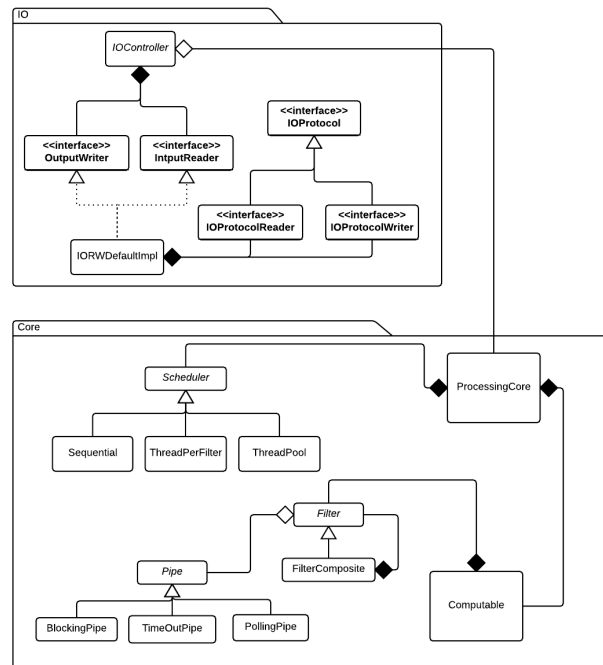 IO
IOController
<<interface>>
OutputWriter
<<interface>>
IntputReader
<<interface>>
IOProtocol
<<interface>>
IOProtocolReader
<<interface>>
IOProtocolWriter
IORWDefaultImpl
Core
Scheduler
ProcessingCore
Sequential
ThreadPerFilter
ThreadPool
Filter
Pipe
FilterComposite
Computable
BlockingPipe
TimeOutPipe
PollingPipe